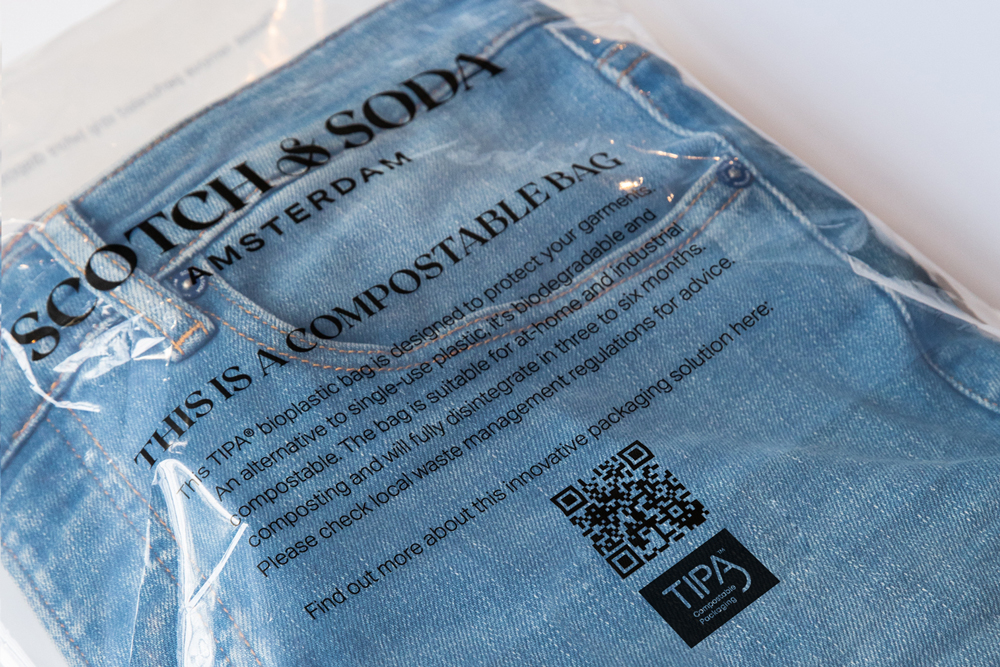 SCOTCH & SODA
AMSTERDAM
THIS IS A COMPOSTABLE BAG
This TIPA® bioplastic bag is designed to protect your garments.
An alternative to single-use plastic, it's biodegradable and
compostable. The bag is suitable for at-home and industrial
composting and will fully disintegrate in three to six months.
Please check local waste management regulations for advice.
Find out more about this innovative packaging solution here:
TIPA™
Compostable
Packaging